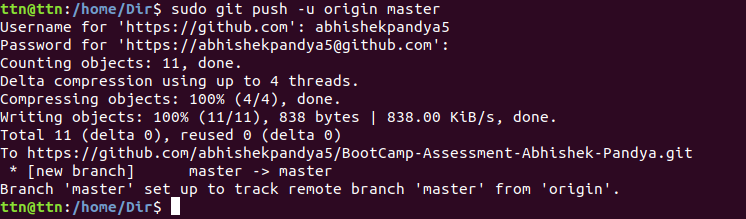 ttn@ttn:/home/Dir$ sudo git push -u origin master
Username for 'https://github.com': abhishekpandya5
Password for 'https://abhishekpandya5@github.com':
Counting objects: 11, done.
Delta compression using up to 4 threads.
Compressing objects: 100% (4/4), done.
Writing objects: 100% (11/11), 838 bytes | 838.00 KiB/s, done.
Total 11 (delta 0), reused 0 (delta 0)
To https://github.com/abhishekpandya5/BootCamp-Assessment-Abhishek-Pandya.git
 * [new branch]      master -> master
Branch 'master' set up to track remote branch 'master' from 'origin'.
ttn@ttn:/home/Dir$